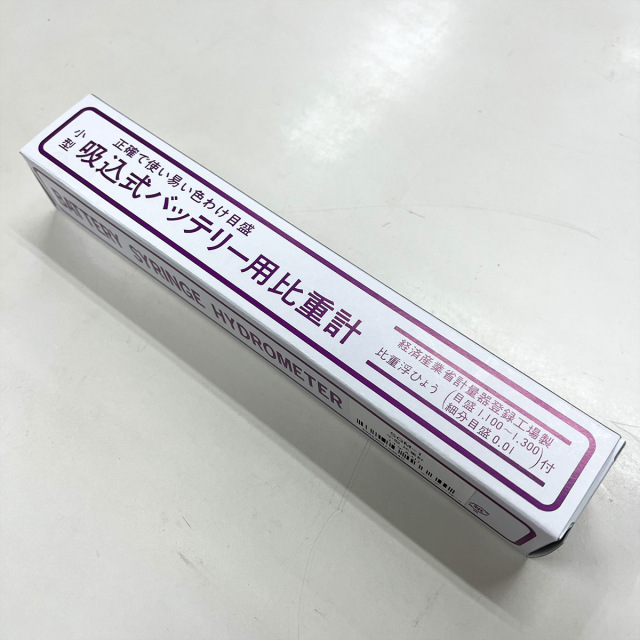 小型
正確で使い易い色わけ目盛
吸込式バッテリー用比重計
経済産業省計量器登録工場製
比重浮ひょう(目盛 1.100~1.300)付
細分目盛 0.01
BATTERY SYRINGE HYDROMETER